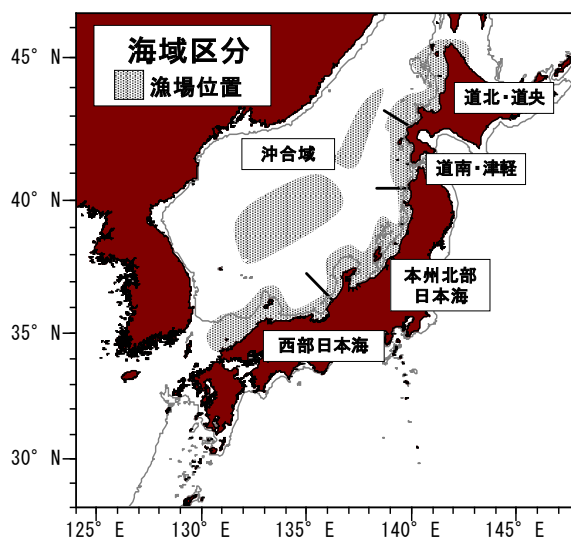 海域区分
漁場位置
45° N
40° N
35° N
30° N
道北・道央
沖合域
道南・津軽
本州北部
日本海
西部日本海
125° E
130° E
135° E
140° E
145° E